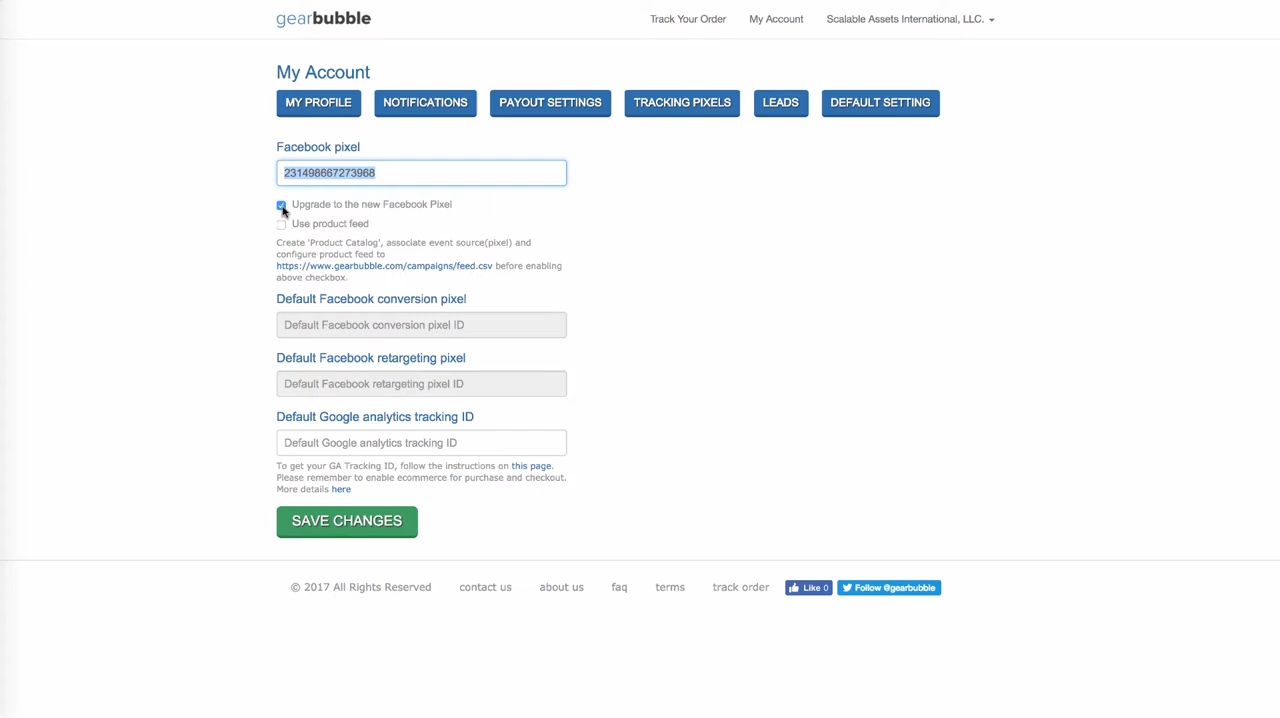 gearbubble
Track Your Order
My Account
Scalable Assets International, LLC.
My Account
MY PROFILE
NOTIFICATIONS
PAYOUT SETTINGS
TRACKING PIXELS
LEADS
DEFAULT SETTING
Facebook pixel
231498667273968
Upgrade to the new Facebook Pixel
Use product feed
Create 'Product Catalog', associate event source(pixel) and
configure product feed to
https://www.gearbubble.com/campaigns/feed.csv before enabling
above checkbox.
Default Facebook conversion pixel
Default Facebook conversion pixel ID
Default Facebook retargeting pixel
Default Facebook retargeting pixel ID
Default Google analytics tracking ID
Default Google analytics tracking ID
To get your GA Tracking ID, follow the instructions on this page.
Please remember to enable ecommerce for purchase and checkout.
More details here
SAVE CHANGES
© 2017 All Rights Reserved
contact us
about us
faq
terms
track order
Like 0
Follow @gearbubble